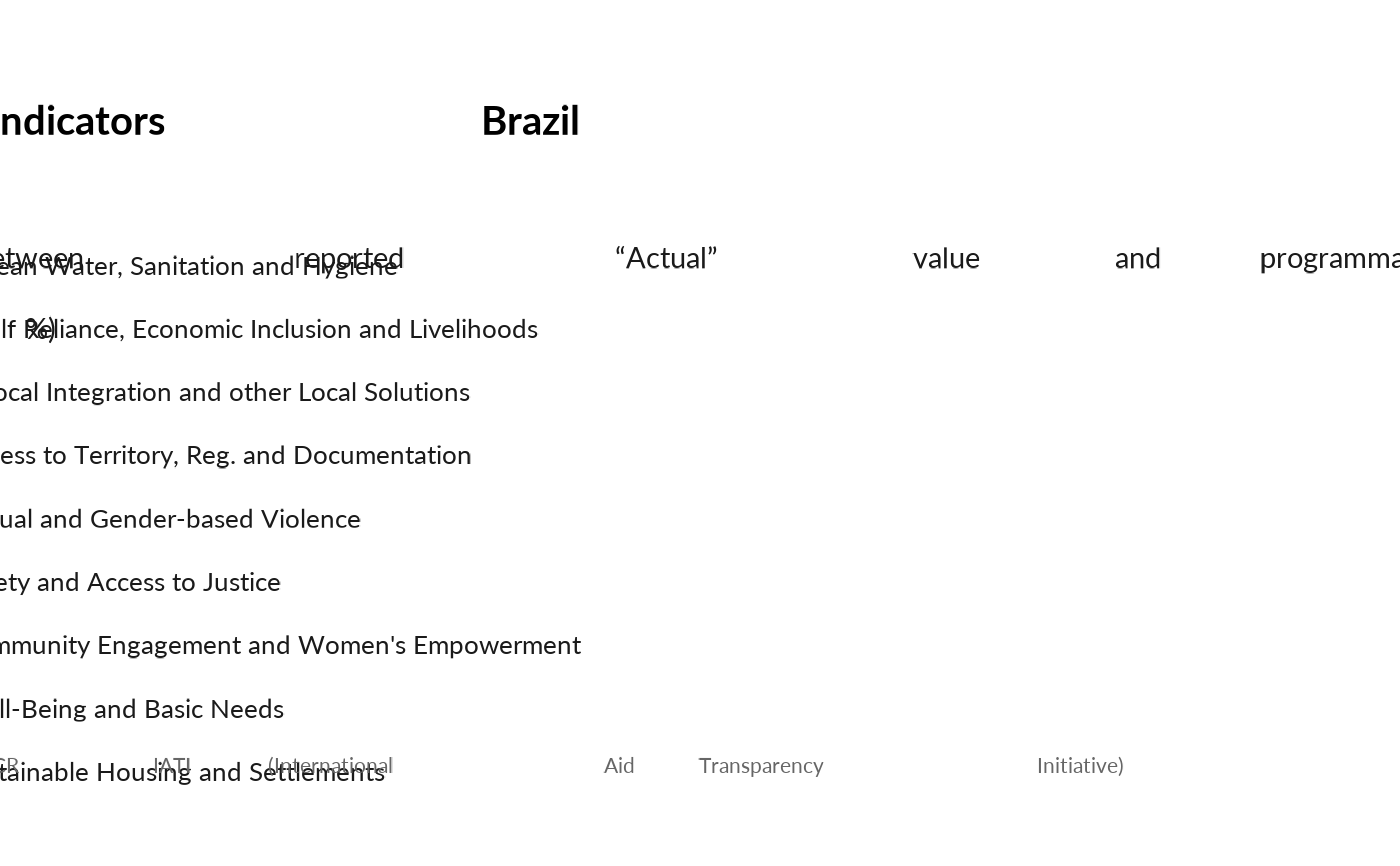 ndicators Brazil
etween reported “Actual” value and programma
ean Water, Sanitation and Hygiene
%)
lf Reliance, Economic Inclusion and Livelihoods
ocal Integration and other Local Solutions
ess to Territory, Reg. and Documentation
ual and Gender-based Violence
ety and Access to Justice
mmunity Engagement and Women's Empowerment
ll-Being and Basic Needs
CR IATI (International Aid Transparency Initiative)
tainable Housing and Settlements